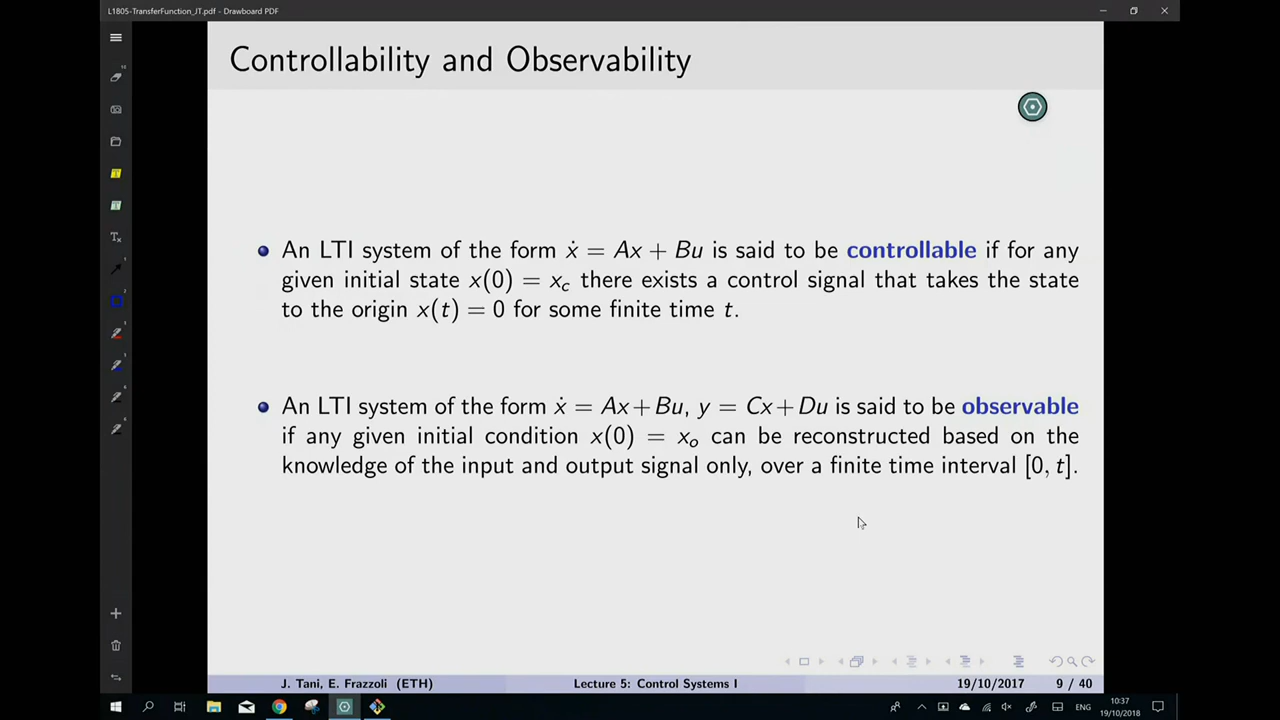 L1805-TransferFunction_JT.pdf - Drawboard PDF
Controllability and Observability
An LTI system of the form ẋ = Ax + Bu is said to be controllable if for any
given initial state x(0) = x_c there exists a control signal that takes the state
to the origin x(t) = 0 for some finite time t.
An LTI system of the form ẋ = Ax+Bu, y = Cx+Du is said to be observable
if any given initial condition x(0) = x_o can be reconstructed based on the
knowledge of the input and output signal only, over a finite time interval [0, t].
J. Tani, E. Frazzoli (ETH) Lecture 5: Control Systems I 19/10/2017 9 / 40
ENG 10:37
19/10/2018